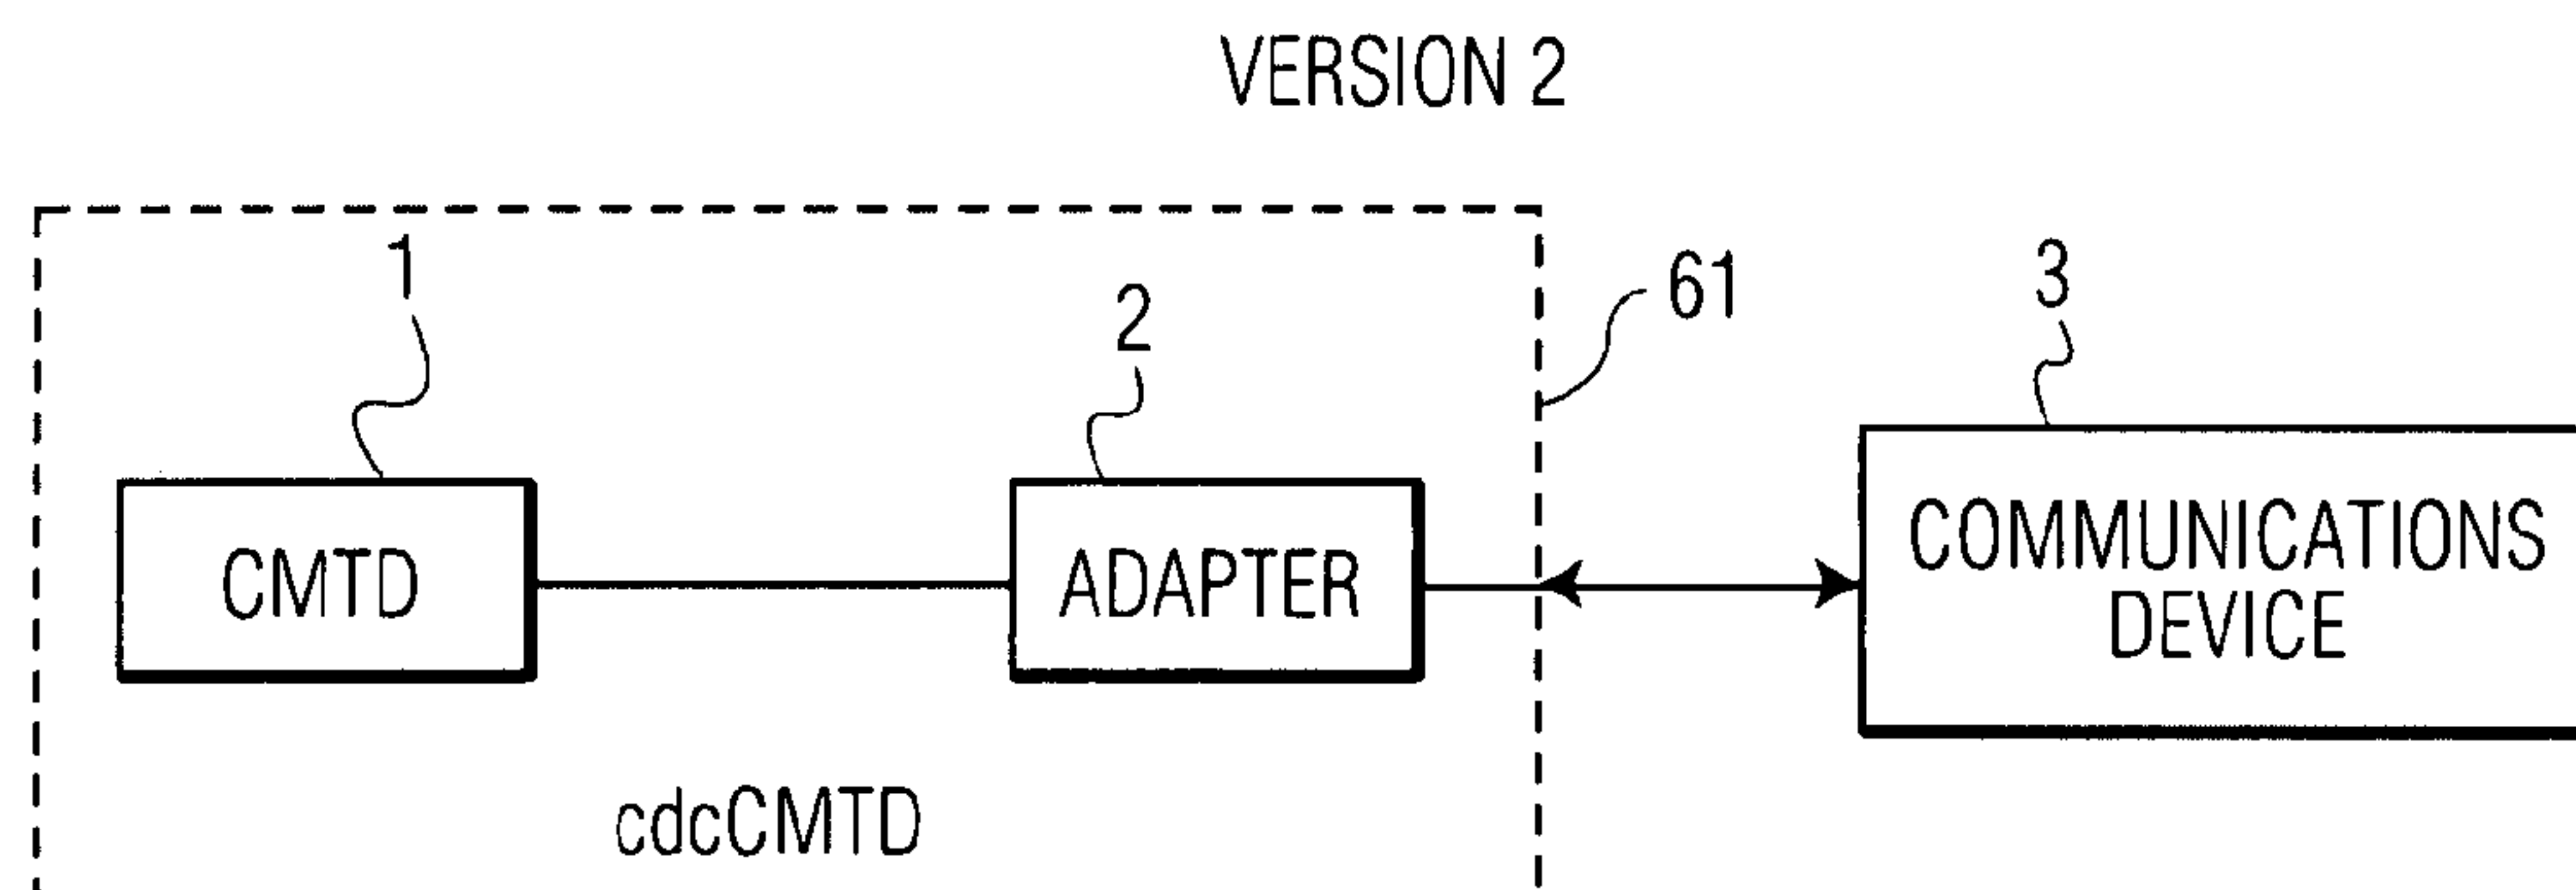 VERSION 2
1
2
61
3
CMTD
ADAPTER
COMMUNICATIONS
DEVICE
cdcCMTD